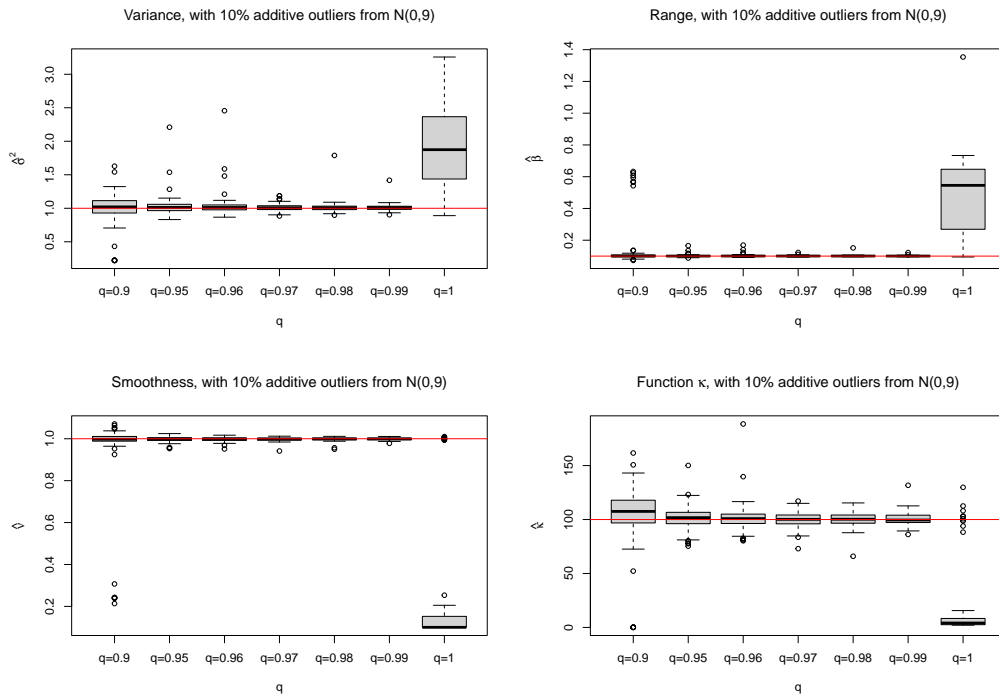 Variance, with 10% additive outliers from N(0,9)
σ̂²
0.5 1.0 1.5 2.0 2.5 3.0
q=0.9 q=0.95 q=0.96 q=0.97 q=0.98 q=0.99 q=1
q
Range, with 10% additive outliers from N(0,9)
β̂
0.2 0.4 0.6 0.8 1.0 1.2 1.4
q=0.9 q=0.95 q=0.96 q=0.97 q=0.98 q=0.99 q=1
q
Smoothness, with 10% additive outliers from N(0,9)
ν̂
0.2 0.4 0.6 0.8 1.0
q=0.9 q=0.95 q=0.96 q=0.97 q=0.98 q=0.99 q=1
q
Function κ, with 10% additive outliers from N(0,9)
κ̂
0 50 100 150
q=0.9 q=0.95 q=0.96 q=0.97 q=0.98 q=0.99 q=1
q